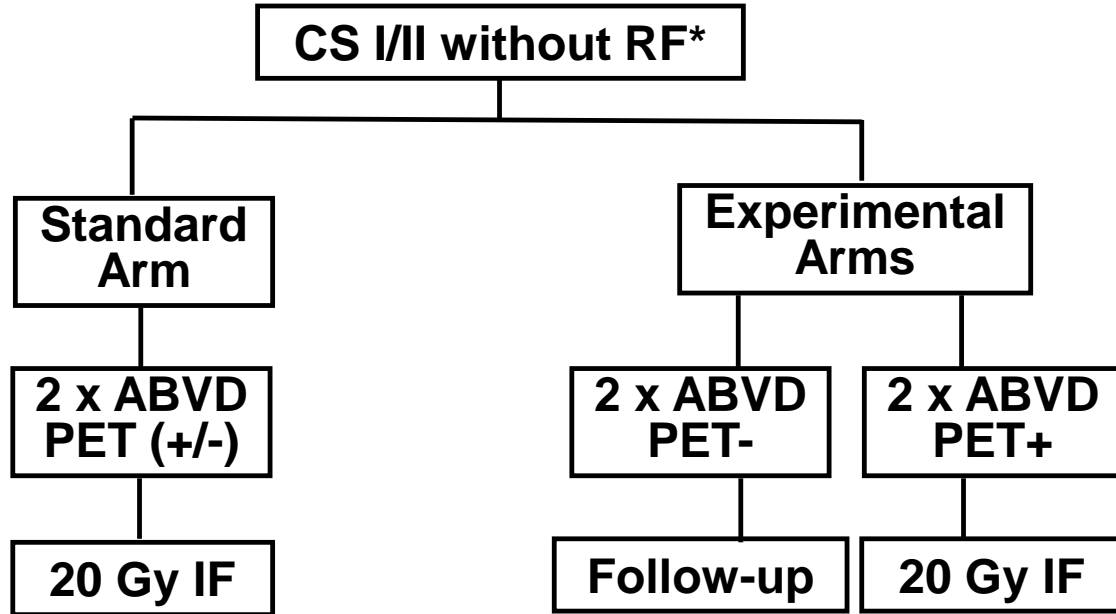 CS I/II without RF*
Standard
Arm
Experimental
Arms
2 x ABVD
PET (+/-)
2 x ABVD
PET-
2 x ABVD
PET+
20 Gy IF
Follow-up
20 Gy IF